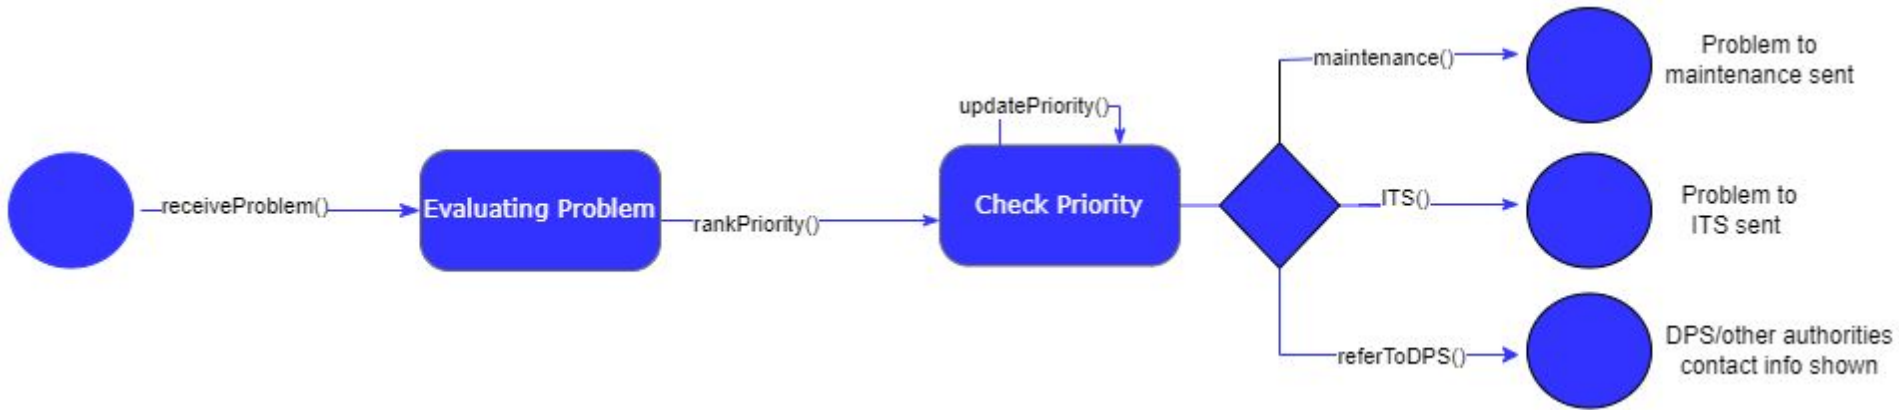 receiveProblem()
Evaluating Problem
rankPriority()
updatePriority()
Check Priority
maintenance()
Problem to
maintenance sent
ITS()
Problem to
ITS sent
referToDPS()
DPS/other authorities
contact info shown